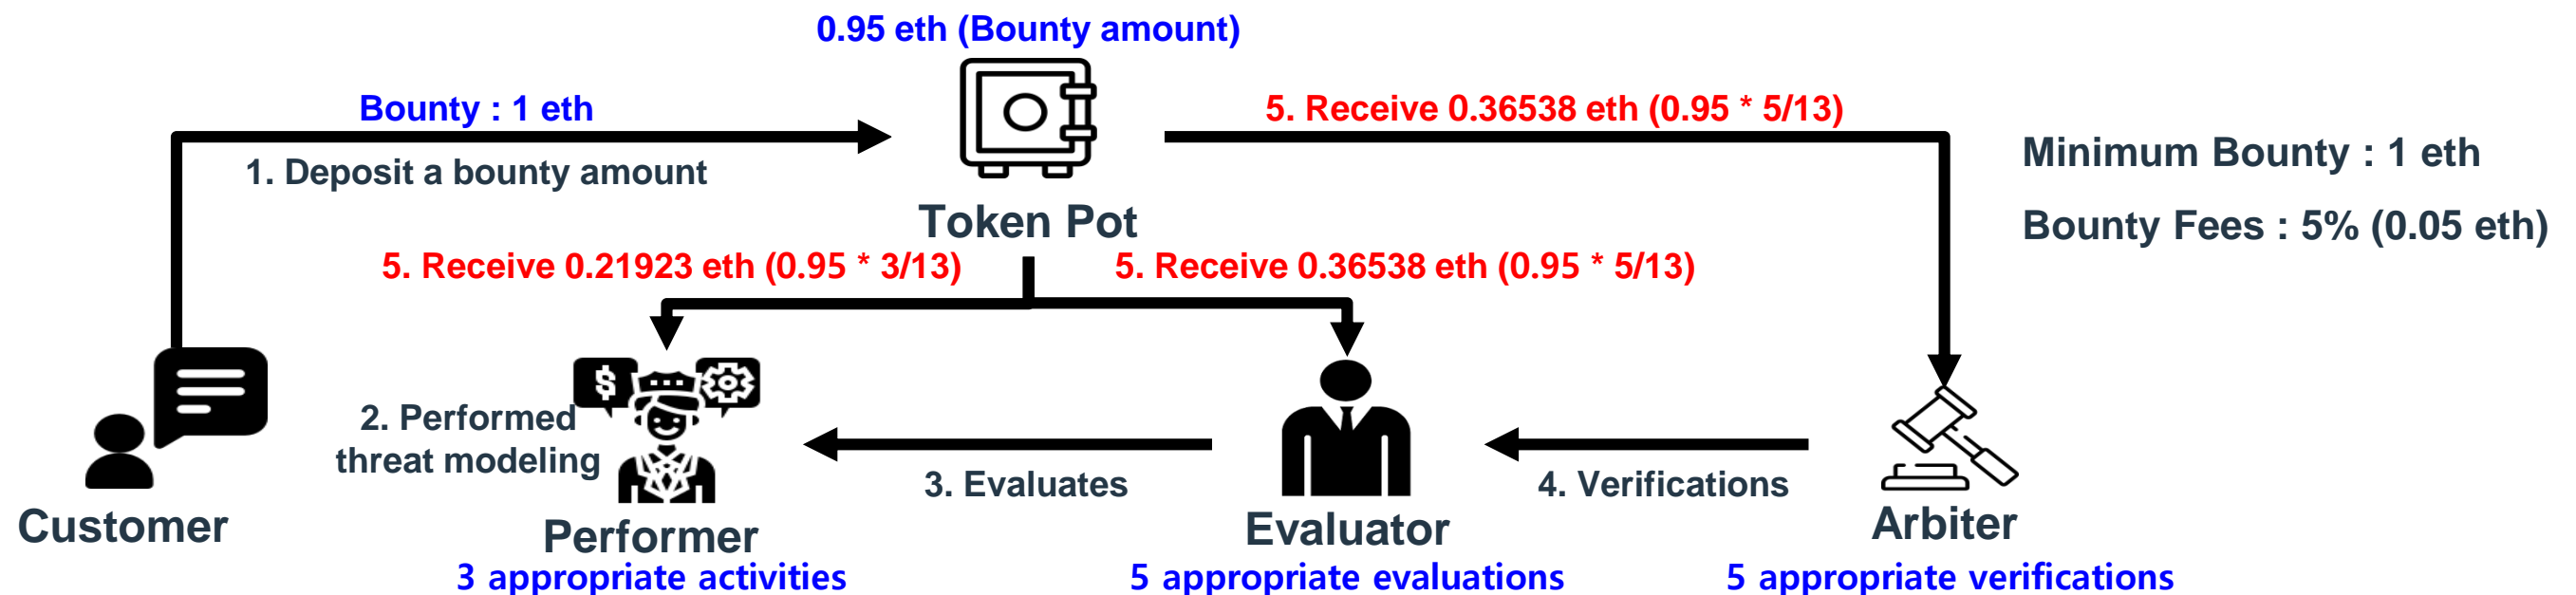 0.95 eth (Bounty amount)
Bounty : 1 eth
1. Deposit a bounty amount
Token Pot
5. Receive 0.36538 eth (0.95 * 5/13)
Minimum Bounty : 1 eth
Bounty Fees : 5% (0.05 eth)
5. Receive 0.21923 eth (0.95 * 3/13)
5. Receive 0.36538 eth (0.95 * 5/13)
$
2. Performed
threat modeling
3. Evaluates
4. Verifications
Customer
Performer
3 appropriate activities
Evaluator
5 appropriate evaluations
Arbiter
5 appropriate verifications